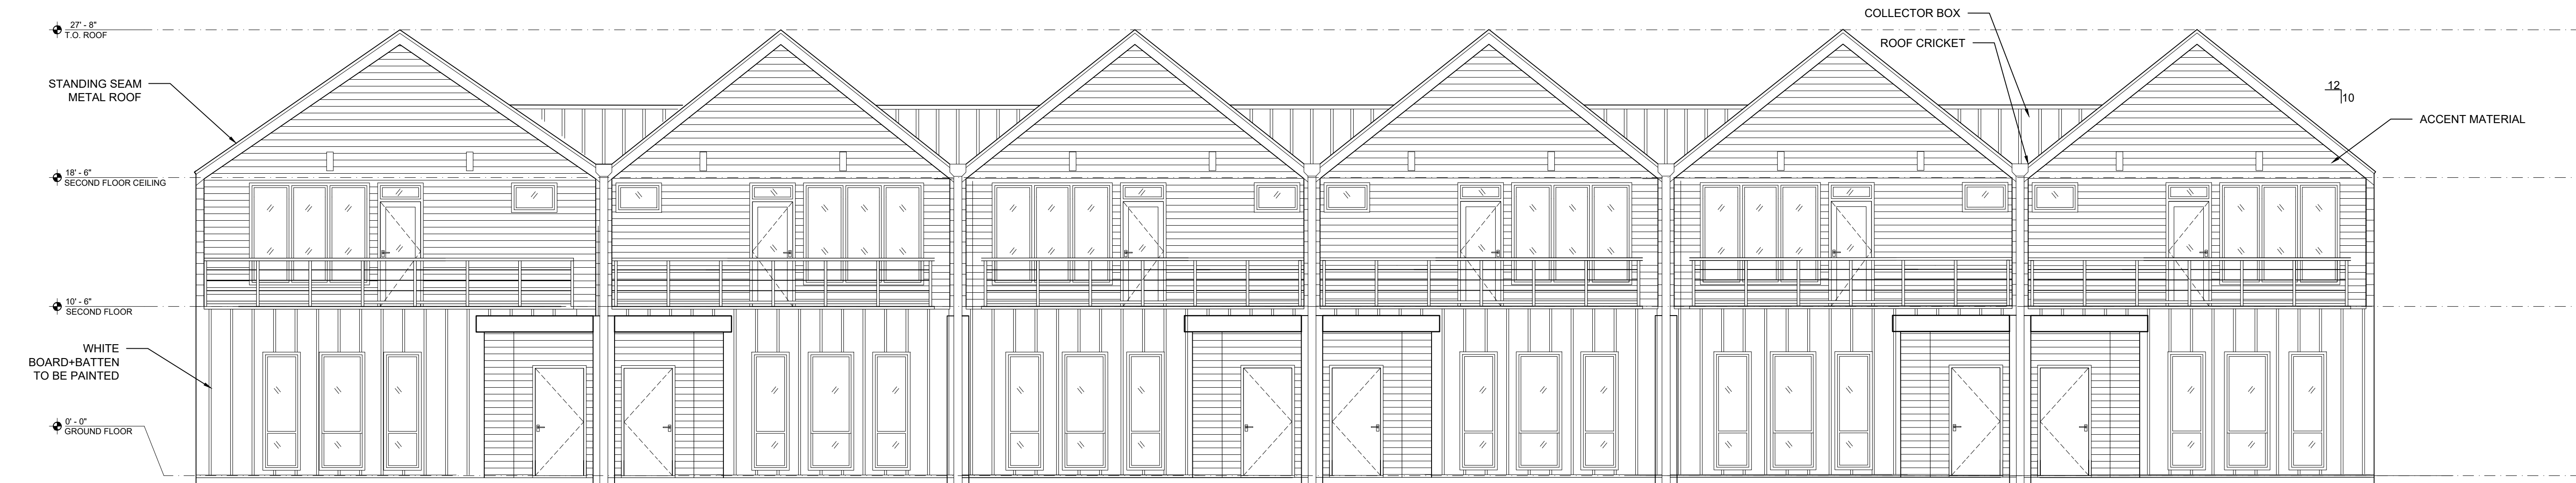 27' - 8"
T.O. ROOF
STANDING SEAM
METAL ROOF
18' - 6"
SECOND FLOOR CEILING
10' - 6"
SECOND FLOOR
WHITE
BOARD+BATTEN
TO BE PAINTED
0' - 0"
GROUND FLOOR
COLLECTOR BOX
ROOF CRICKET
12
10
ACCENT MATERIAL